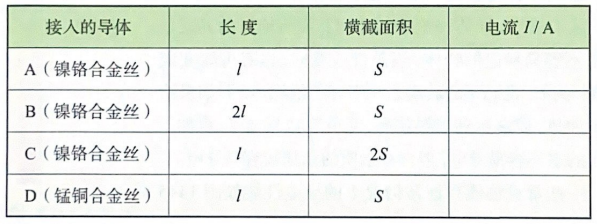 接入的导体 长度 横截面积 电流 I / A
A（镍铬合金丝） l S
B（镍铬合金丝） 2l S
C（镍铬合金丝） l 2S
D（锰铜合金丝） l S